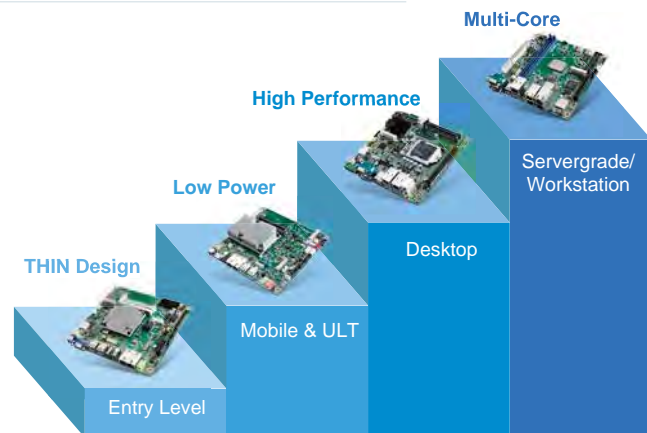 Multi-Core
High Performance
Servergrade/
Workstation
Low Power
Desktop
THIN Design
Mobile & ULT
Entry Level